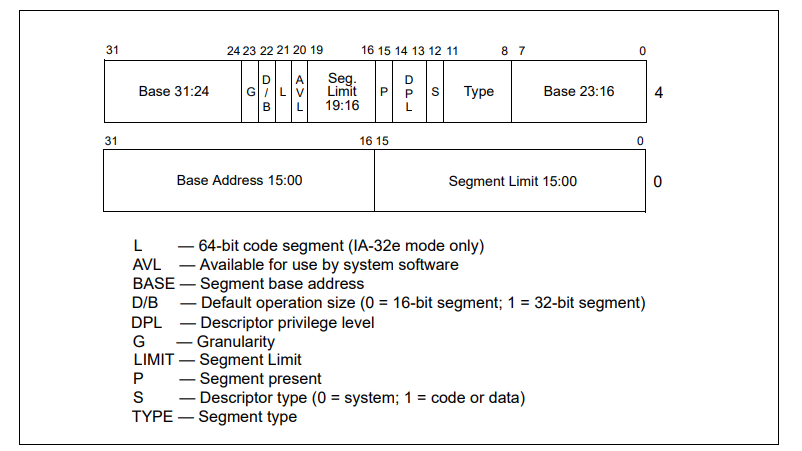 31 24 23 22 21 20 19 16 15 14 13 12 11 8 7 0
Base 31:24 G D/B L AVL Seg. Limit 19:16 P DPL S Type Base 23:16 4
31 16 15 0
Base Address 15:00 Segment Limit 15:00 0
L — 64-bit code segment (IA-32e mode only)
AVL — Available for use by system software
BASE — Segment base address
D/B — Default operation size (0 = 16-bit segment; 1 = 32-bit segment)
DPL — Descriptor privilege level
G — Granularity
LIMIT — Segment Limit
P — Segment present
S — Descriptor type (0 = system; 1 = code or data)
TYPE — Segment type